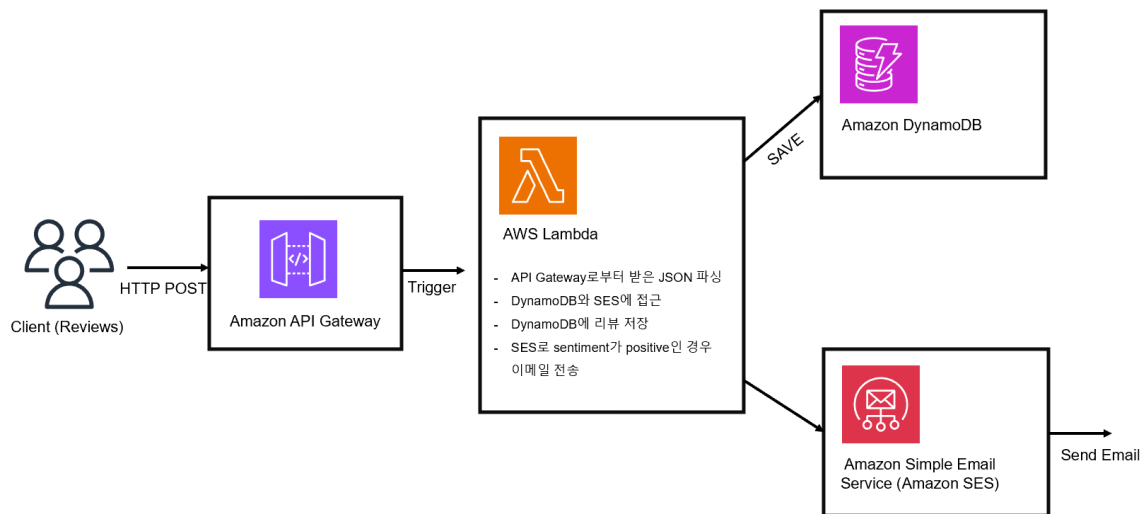 Client (Reviews)
HTTP POST
Amazon API Gateway
Trigger
AWS Lambda
- API Gateway로부터 받은 JSON 파싱
- DynamoDB와 SES에 접근
- DynamoDB에 리뷰 저장
- SES로 sentiment가 positive인 경우
이메일 전송
SAVE
Amazon DynamoDB
Amazon Simple Email
Service (Amazon SES)
Send Email